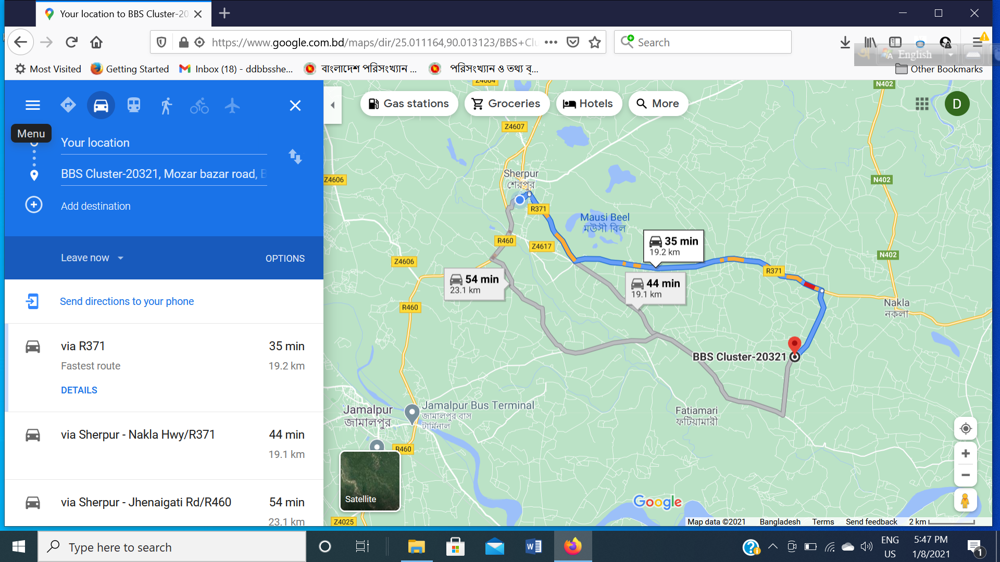 Your location to BBS Cluster-20
https://www.google.com.bd/maps/dir/25.011164,90.013123/BBS+Clu
Search
English
Most Visited
Getting Started
Inbox (18) - ddbbsshe...
বাংলাদেশ পরিসংখ্যান ...
পরিসংখ্যান ও তথ্য ব্...
Other Bookmarks
Menu
Your location
BBS Cluster-20321, Mozar bazar road, B
Add destination
Leave now
OPTIONS
Send directions to your phone
via R371
35 min
Fastest route
19.2 km
DETAILS
via Sherpur - Nakla Hwy/R371
44 min
19.1 km
via Sherpur - Jhenaigati Rd/R460
54 min
23.1 km
Gas stations
Groceries
Hotels
More
D
Z4604
N402
Z4607
Sherpur
শেরপুর
Z4606
N402
R371
Mausi Beel
মউসী বিল
R460
Z4617
35 min
19.2 km
Z4606
N402
R371
54 min
23.1 km
44 min
19.1 km
R460
Nakla
নকলা
BBS Cluster-20321
Jamalpur
জামালপুর
Jamalpur Bus Terminal
জামালপুর বাস
টার্মিনাল
Fatiamari
ফটিয়ামারী
R460
Satellite
Google
Z4025
Map data ©2021
Bangladesh
Terms
Send feedback
2 km
Type here to search
ENG
US
5:47 PM
1/8/2021
1